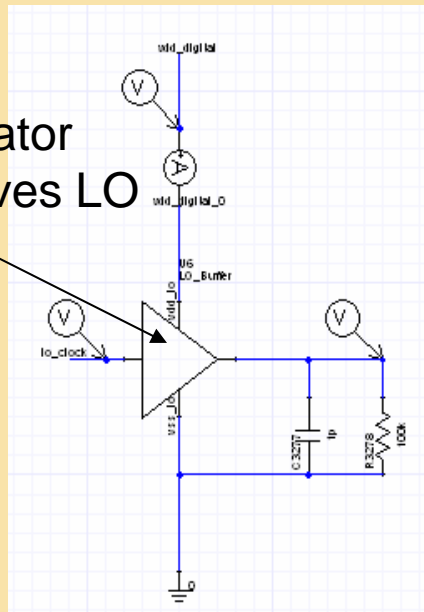 vdd_digital
V
ator
ves LO
A
vdd_digital_0
U6
LO_Buffer
vdd_lo
V
V
lo_clock
vss_lo
C3277
1p
R3278
100k
0